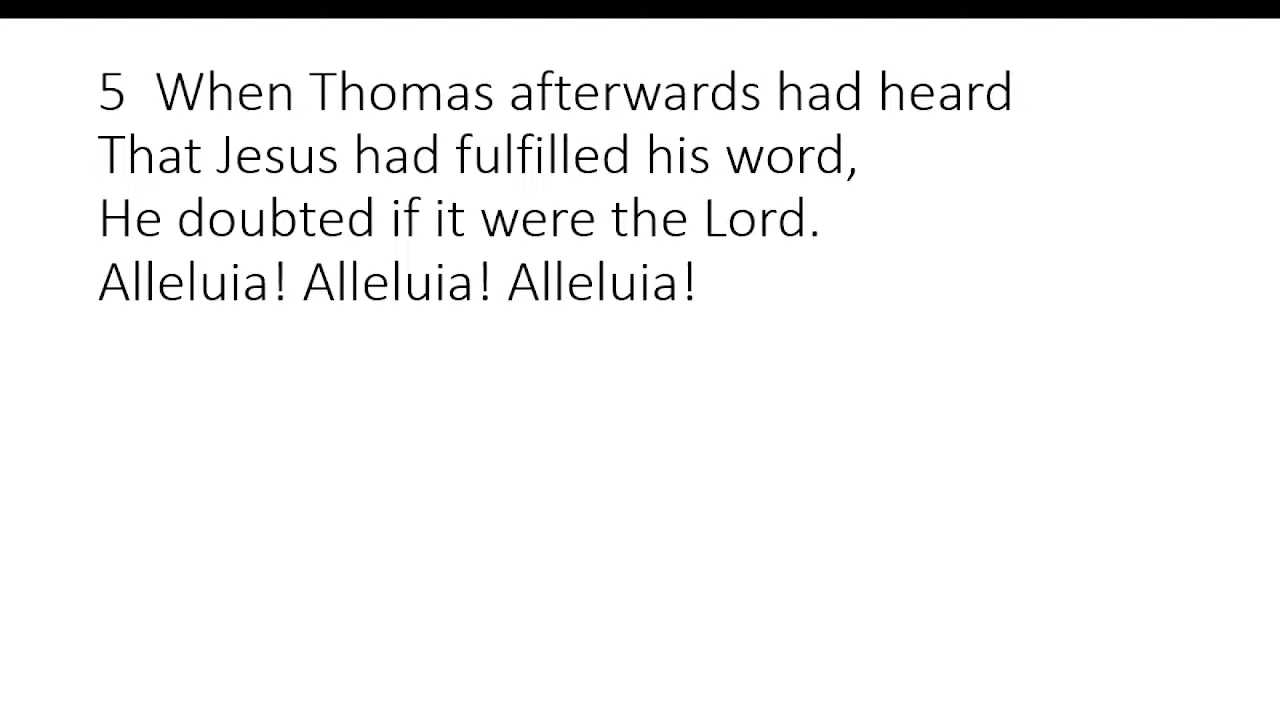 5  When Thomas afterwards had heard
That Jesus had fulfilled his word,
He doubted if it were the Lord.
Alleluia! Alleluia! Alleluia!